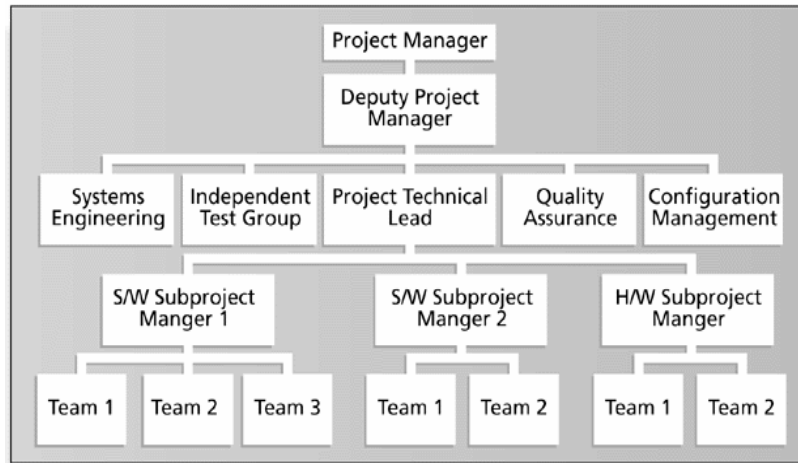 Project Manager
Deputy Project
Manager
Systems
Engineering
Independent
Test Group
Project Technical
Lead
Quality
Assurance
Configuration
Management
S/W Subproject
Manger 1
S/W Subproject
Manger 2
H/W Subproject
Manger
Team 1
Team 2
Team 3
Team 1
Team 2
Team 1
Team 2